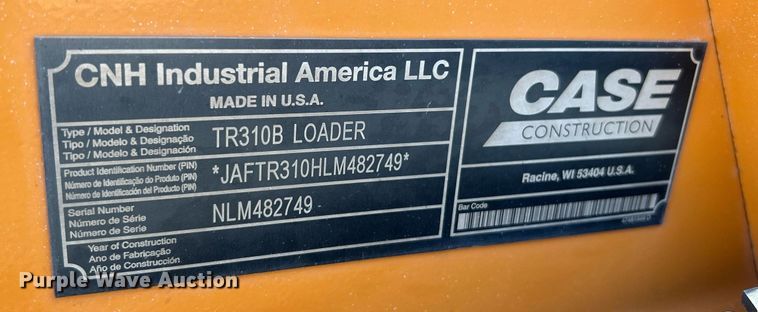 CNH Industrial America LLC
MADE IN U.S.A.
Type / Model & Designation
Tipo / Modelo & Designação
Tipo / Modelo & Designación
TR310B LOADER
Product Identification Number (PIN)
Número de Identificação do Produto (PIN)
Número de Identificación del Producto (PIN)
*JAFTR310HLM482749*
Serial Number
Número de Série
Número de Serie
NLM482749
Year of Construction
Ano de Fabricação
Año de Construcción
CASE
CONSTRUCTION
Racine, WI 53404 U.S.A.
Bar Code
Purple Wave Auction